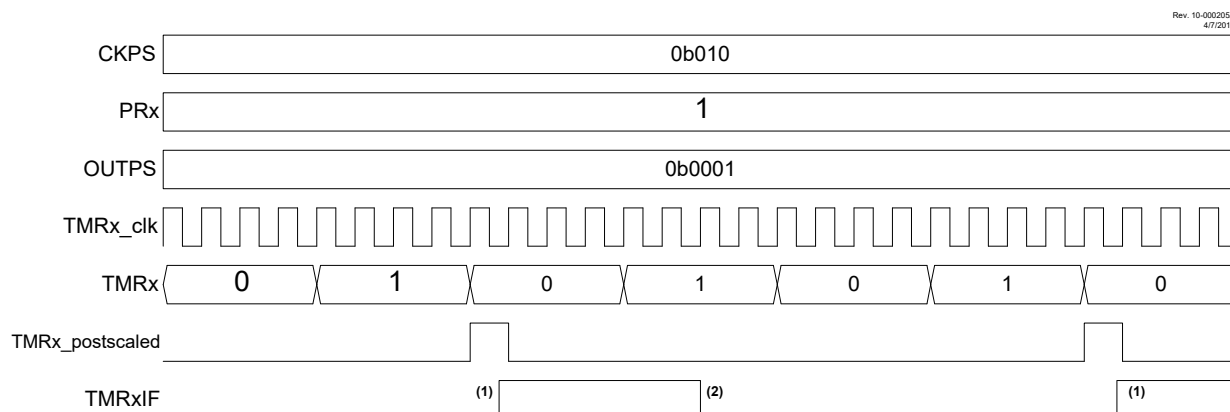 Rev. 10-000205
4/7/201
CKPS 0b010
PRx 1
OUTPS 0b0001
TMRx_clk
TMRx 0 1 0 1 0 1 0
TMRx_postscaled
TMRxIF (1) (2) (1)